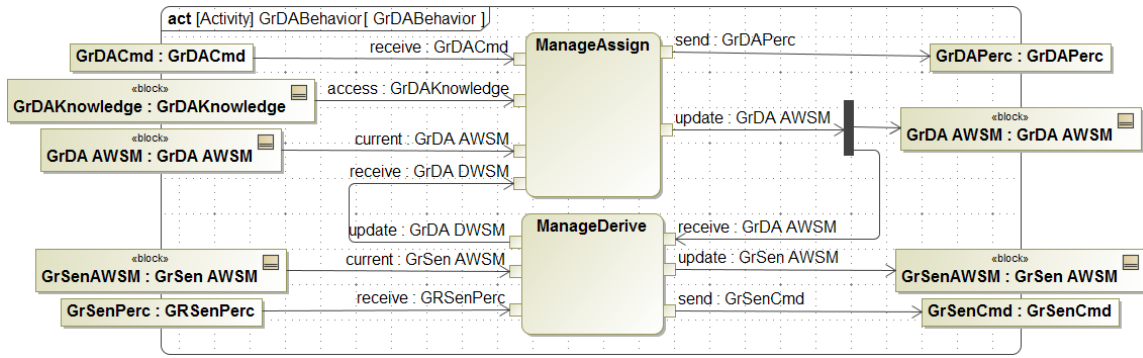 act [Activity] GrDABehavior[ GrDABehavior ]
GrDACmd : GrDACmd
receive : GrDACmd
ManageAssign
send : GrDAPerc
GrDAPerc : GrDAPerc
«block»
GrDAKnowledge : GrDAKnowledge
access : GrDAKnowledge
update : GrDA AWSM
«block»
GrDA AWSM : GrDA AWSM
«block»
GrDA AWSM : GrDA AWSM
current : GrDA AWSM
receive : GrDA DWSM
ManageDerive
update : GrDA DWSM
receive : GrDA AWSM
«block»
GrSenAWSM : GrSen AWSM
current : GrSen AWSM
update : GrSen AWSM
«block»
GrSenAWSM : GrSen AWSM
GrSenPerc : GRSenPerc
receive : GRSenPerc
send : GrSenCmd
GrSenCmd : GrSenCmd